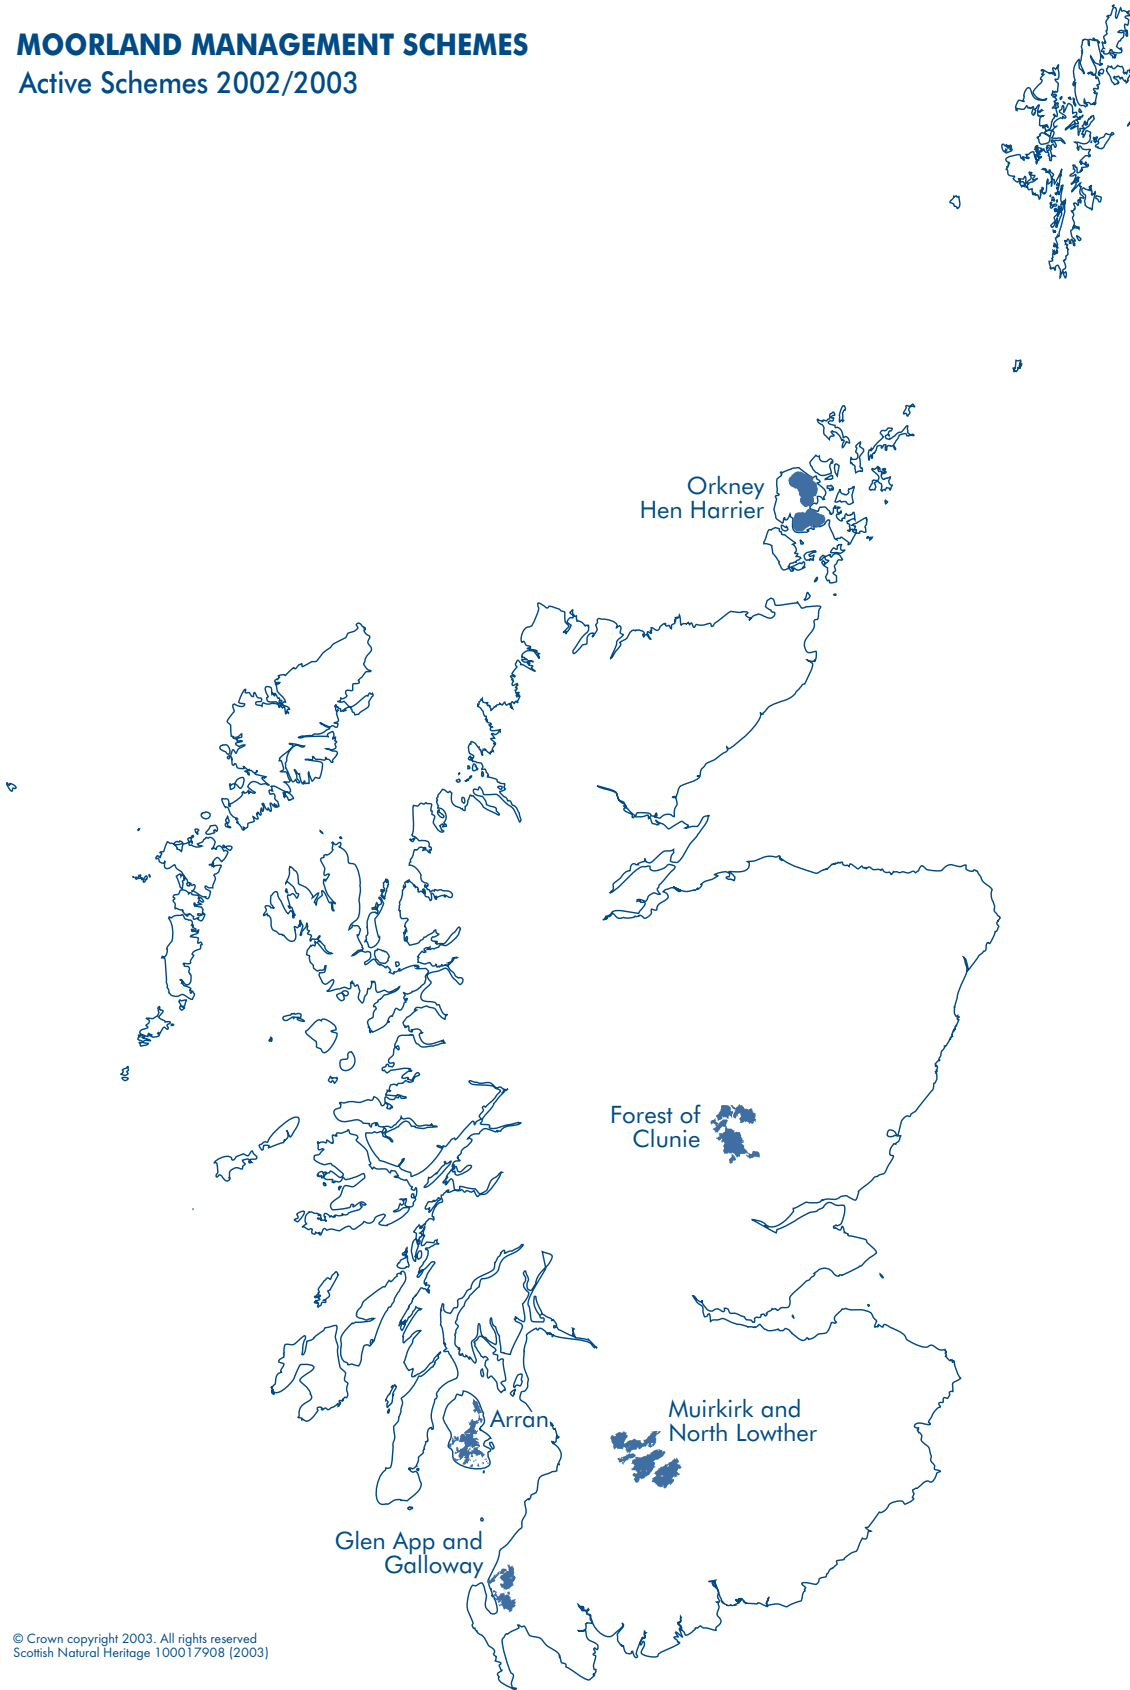 MOORLAND MANAGEMENT SCHEMES
Active Schemes 2002/2003
Orkney
Hen Harrier
Forest of
Clunie
Muirkirk and
North Lowther
Arran
Glen App and
Galloway
© Crown copyright 2003. All rights reserved
Scottish Natural Heritage 100017908 (2003)